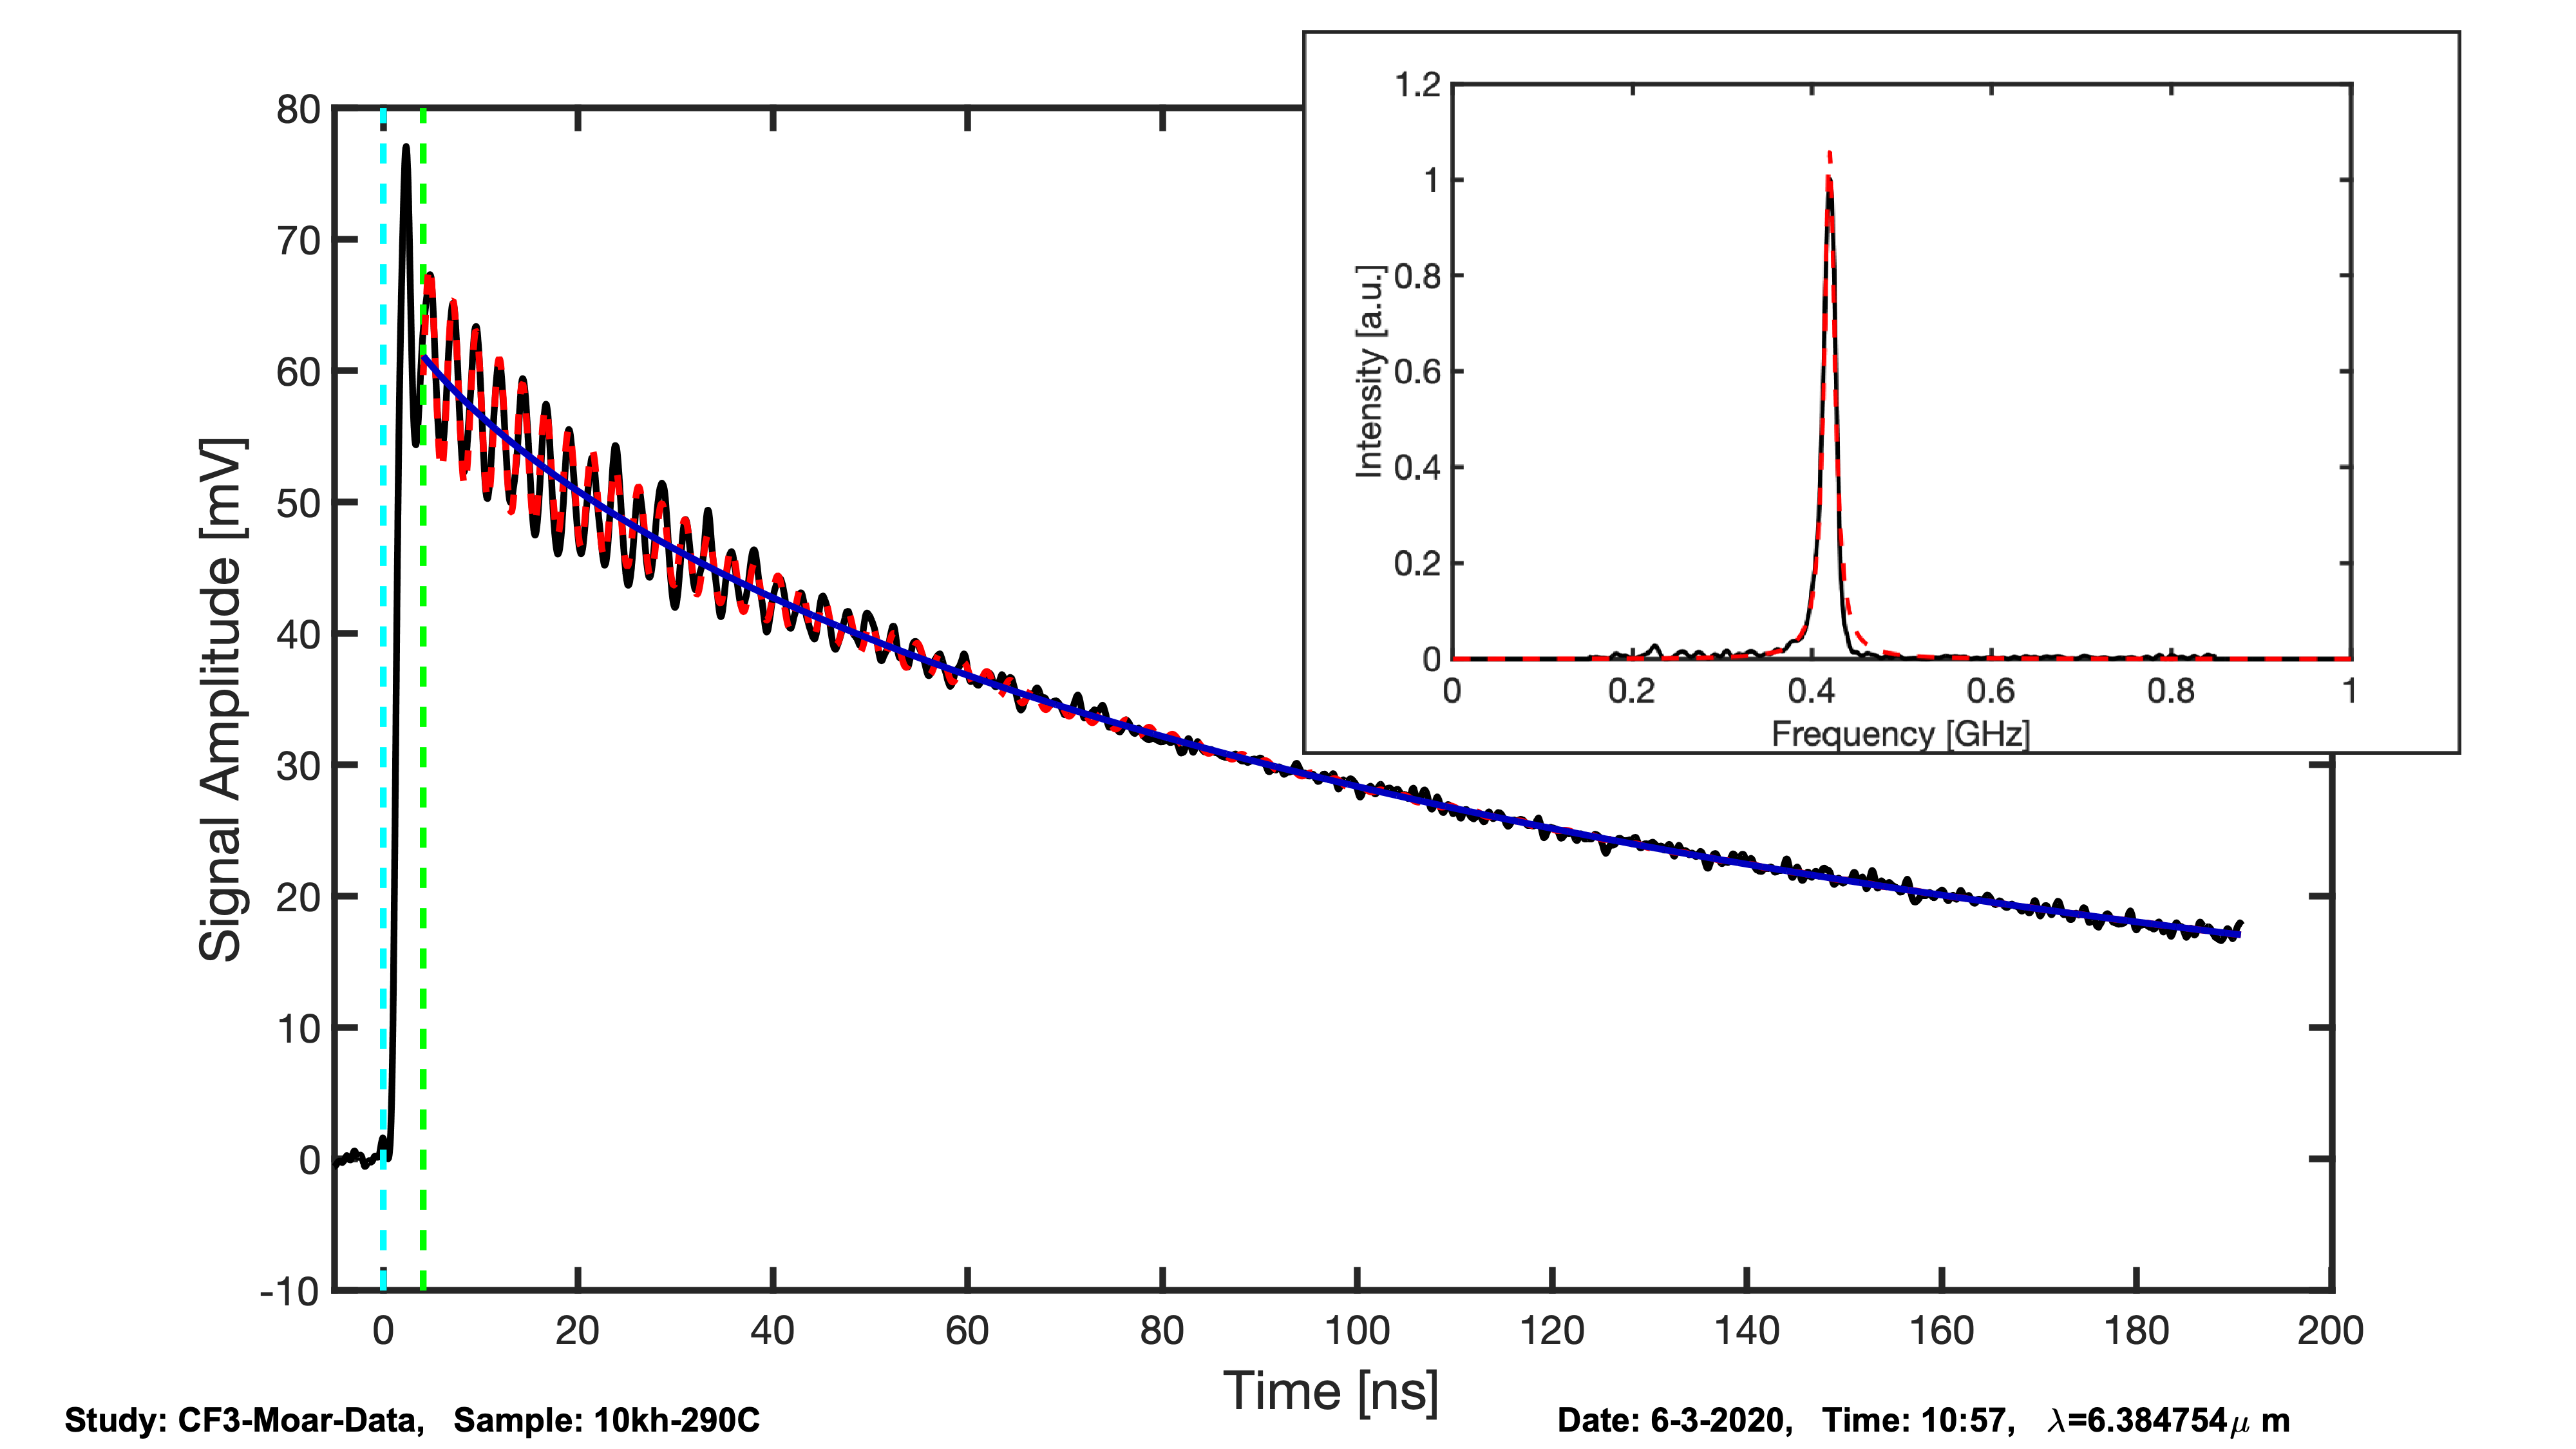 1.2
1
0.8
0.6
0.4
0.2
0
Intensity [a.u.]
0 0.2 0.4 0.6 0.8 1
Frequency [GHz]
80
70
60
50
40
30
20
10
0
-10
Signal Amplitude [mV]
0 20 40 60 80 100 120 140 160 180 200
Time [ns]
Study: CF3-Moar-Data, Sample: 10kh-290C
Date: 6-3-2020, Time: 10:57, λ=6.384754μ m